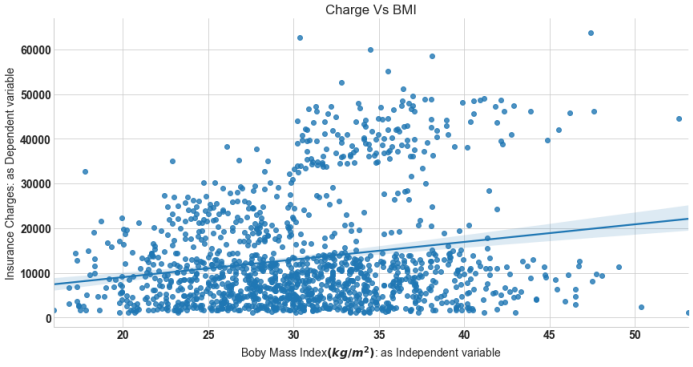 Charge Vs BMI
Insurance Charges: as Dependent variable
60000
50000
40000
30000
20000
10000
0
20 25 30 35 40 45 50
Boby Mass Index(kg/m²): as Independent variable